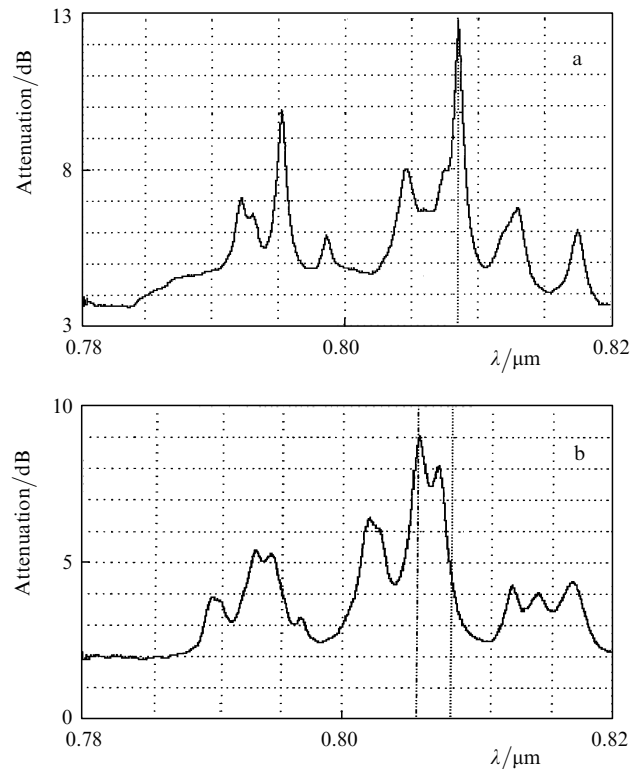 13
a
Attenuation/dB
8
3
0.78
0.80
0.82
λ/μm
10
b
Attenuation/dB
5
0
0.78
0.80
0.82
λ/μm